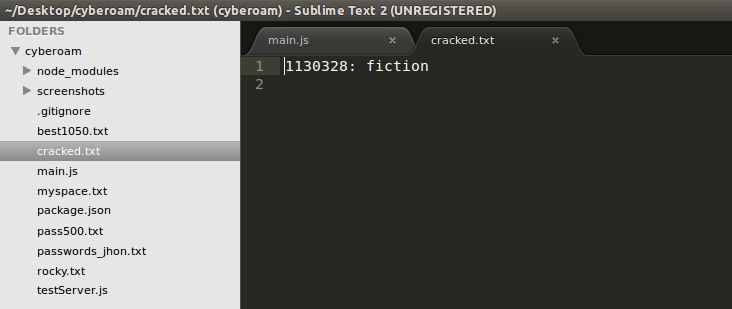 ~/Desktop/cyberoam/cracked.txt (cyberoam) - Sublime Text 2 (UNREGISTERED)
FOLDERS
cyberoam
node_modules
screenshots
.gitignore
best1050.txt
cracked.txt
main.js
myspace.txt
package.json
pass500.txt
passwords_jhon.txt
rocky.txt
testServer.js
main.js × cracked.txt ×
1 1130328: fiction
2